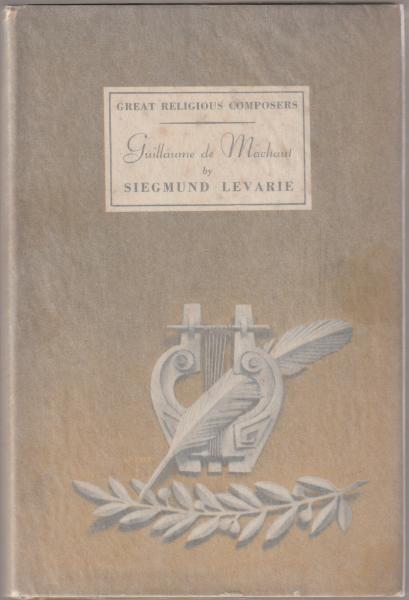 GREAT RELIGIOUS COMPOSERS
Guillaume de Machaut
by
SIEGMUND LEVARIE